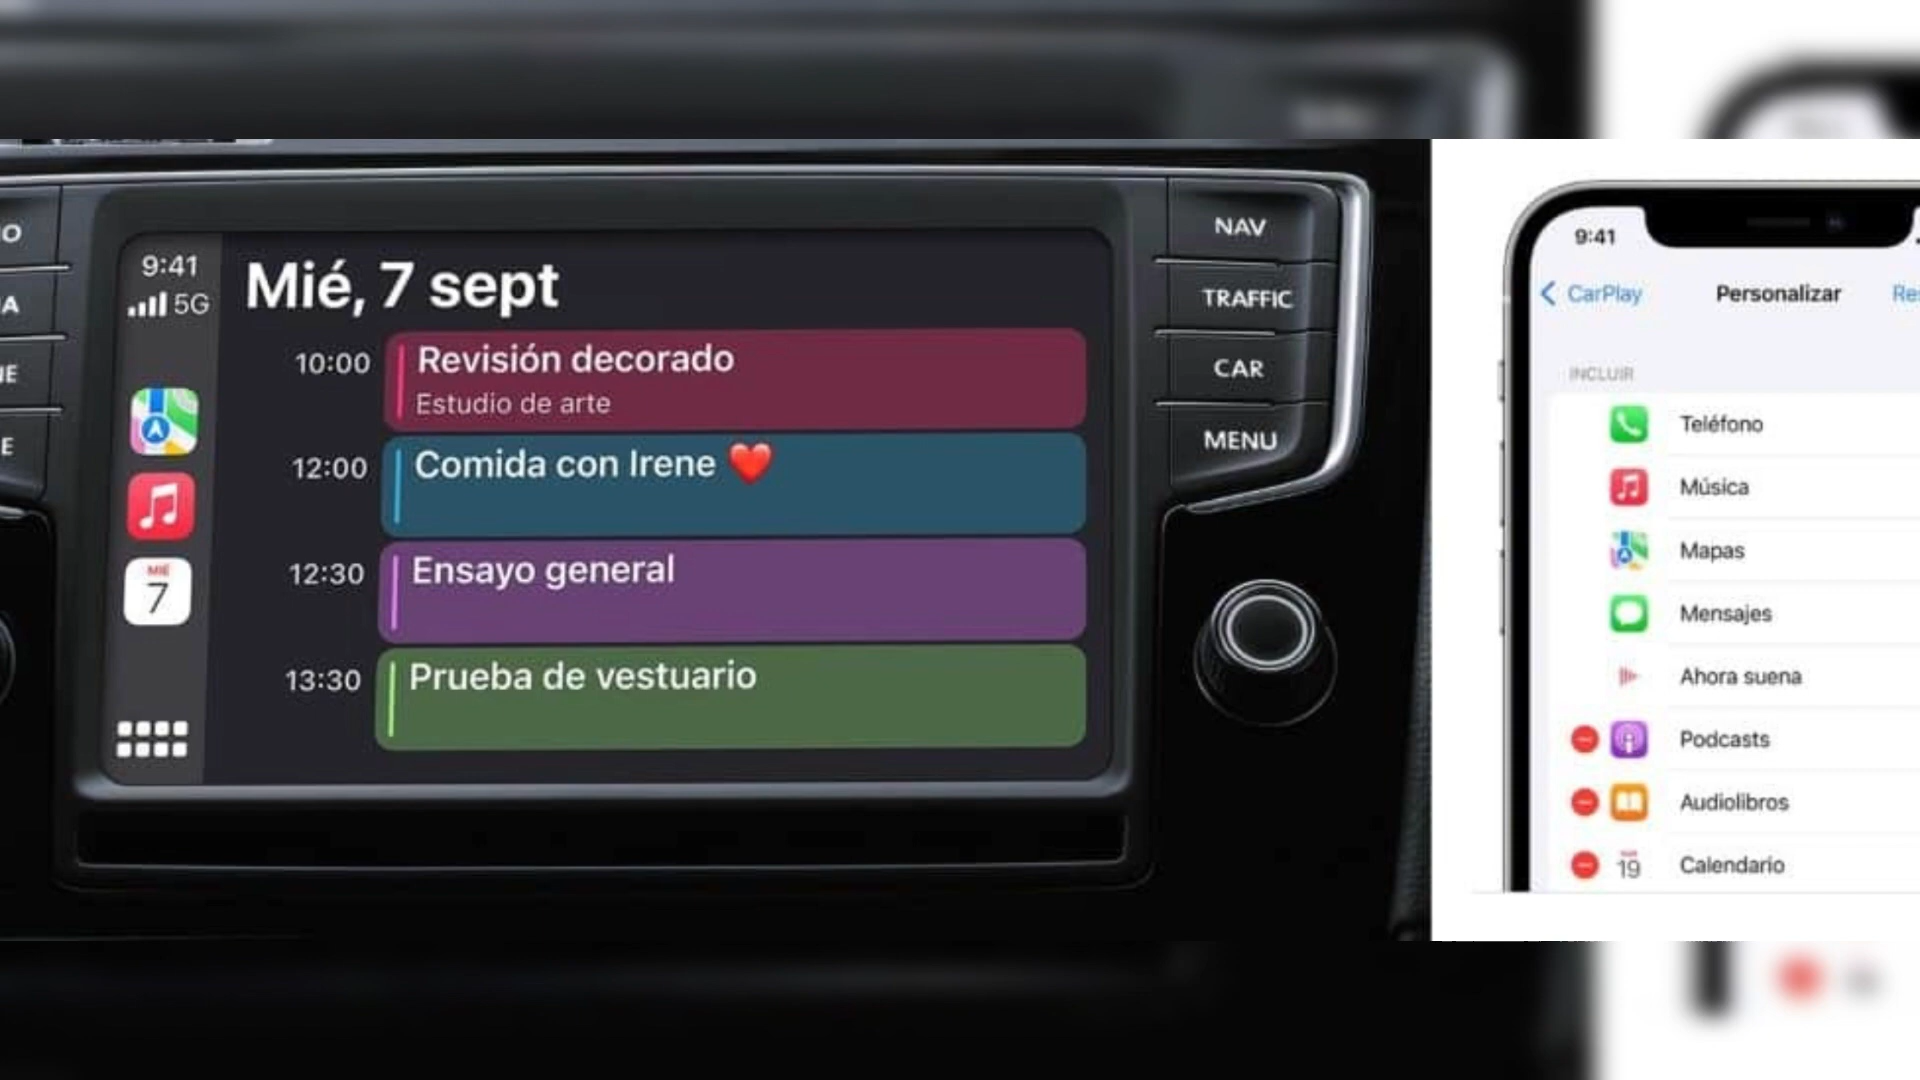 9:41
5G
Mié, 7 sept
10:00
Revisión decorado
Estudio de arte
12:00
Comida con Irene ❤️
12:30
Ensayo general
13:30
Prueba de vestuario
MIÉ
7
O
A
E
E
NAV
TRAFFIC
CAR
MENU
9:41
CarPlay
Personalizar
INCLUIR
Teléfono
Música
Mapas
Mensajes
Ahora suena
Podcasts
Audiolibros
19
Calendario